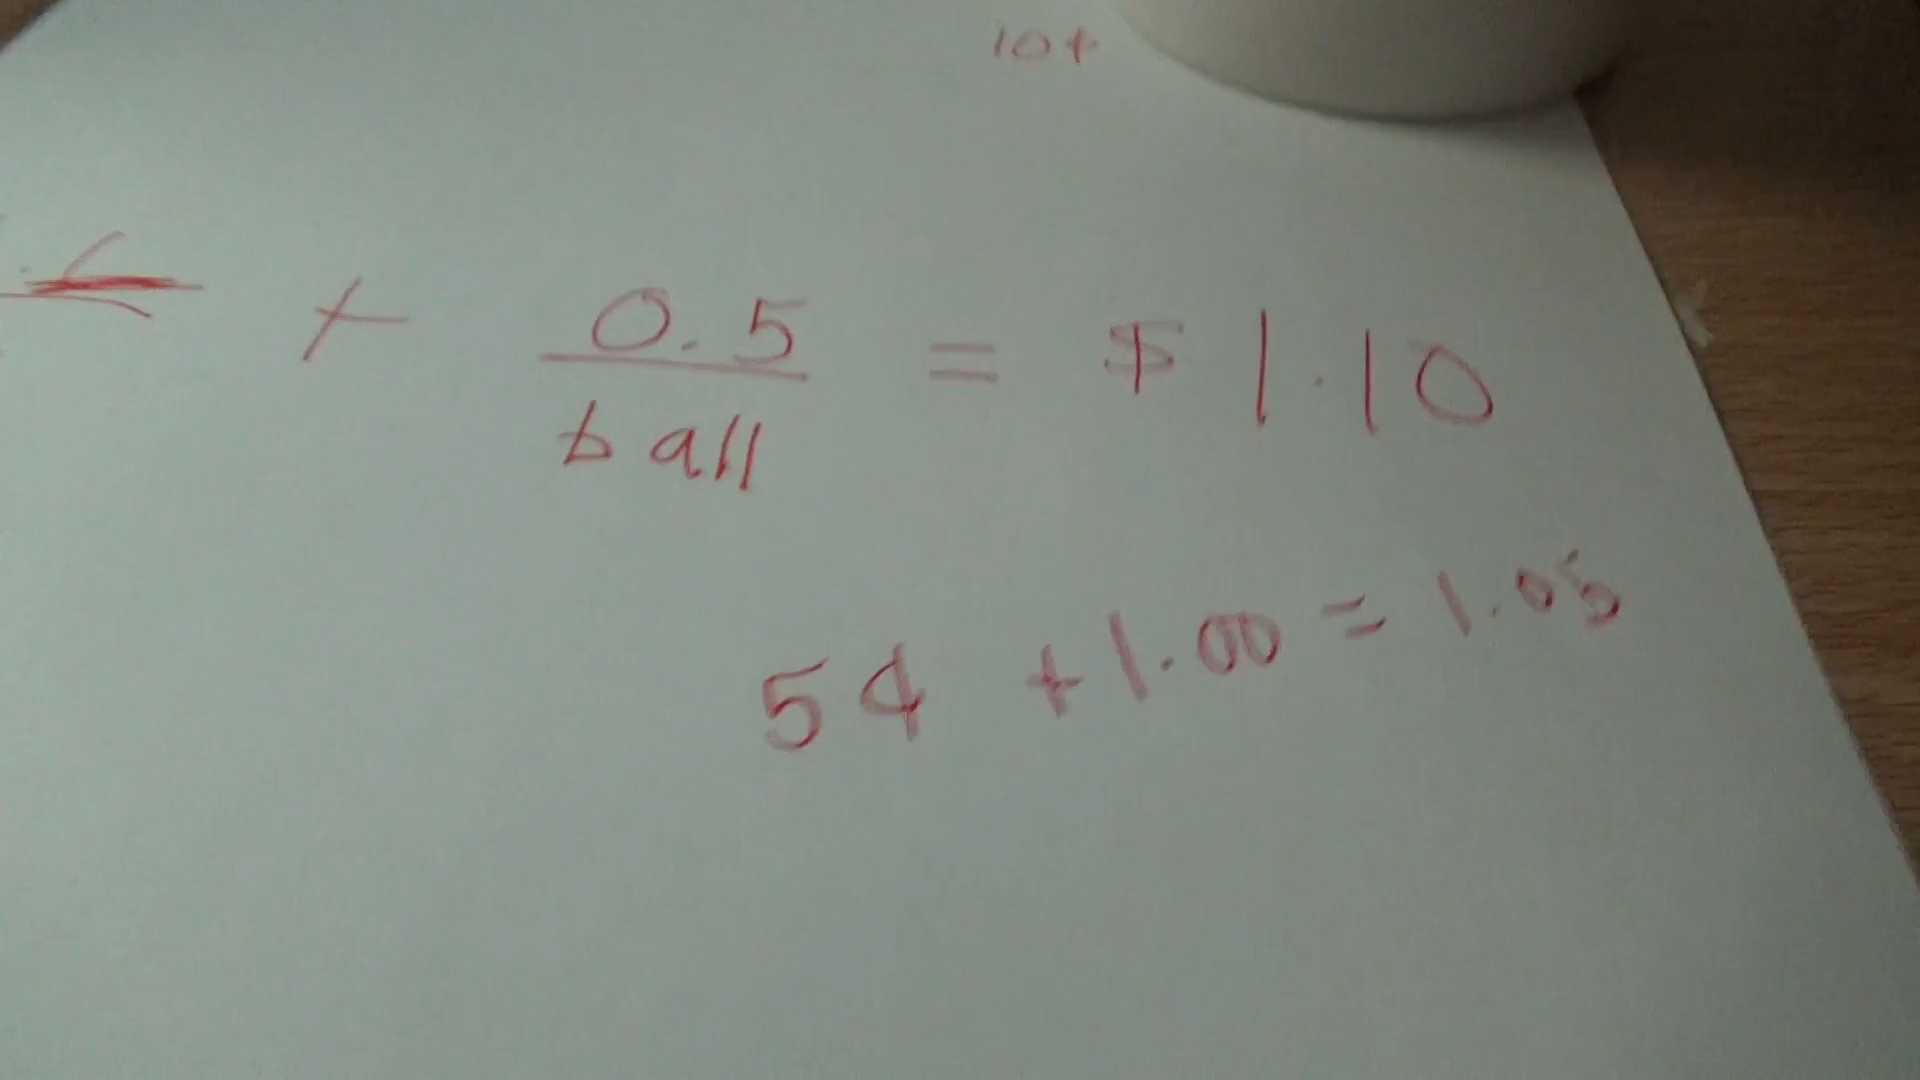 10+
+ 0.5 = $1.10
ball
5¢ +1.00 = 1.05